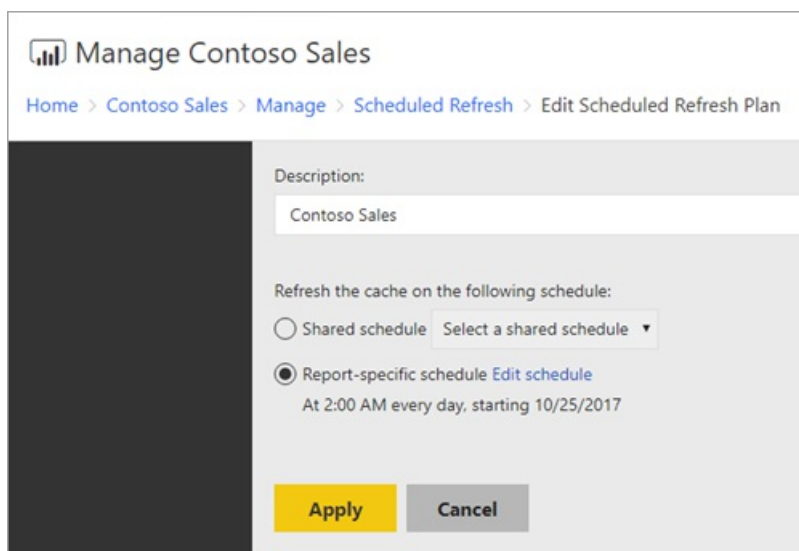 Manage Contoso Sales
Home > Contoso Sales > Manage > Scheduled Refresh > Edit Scheduled Refresh Plan
Description:
Contoso Sales
Refresh the cache on the following schedule:
Shared schedule Select a shared schedule
Report-specific schedule Edit schedule
At 2:00 AM every day, starting 10/25/2017
Apply Cancel